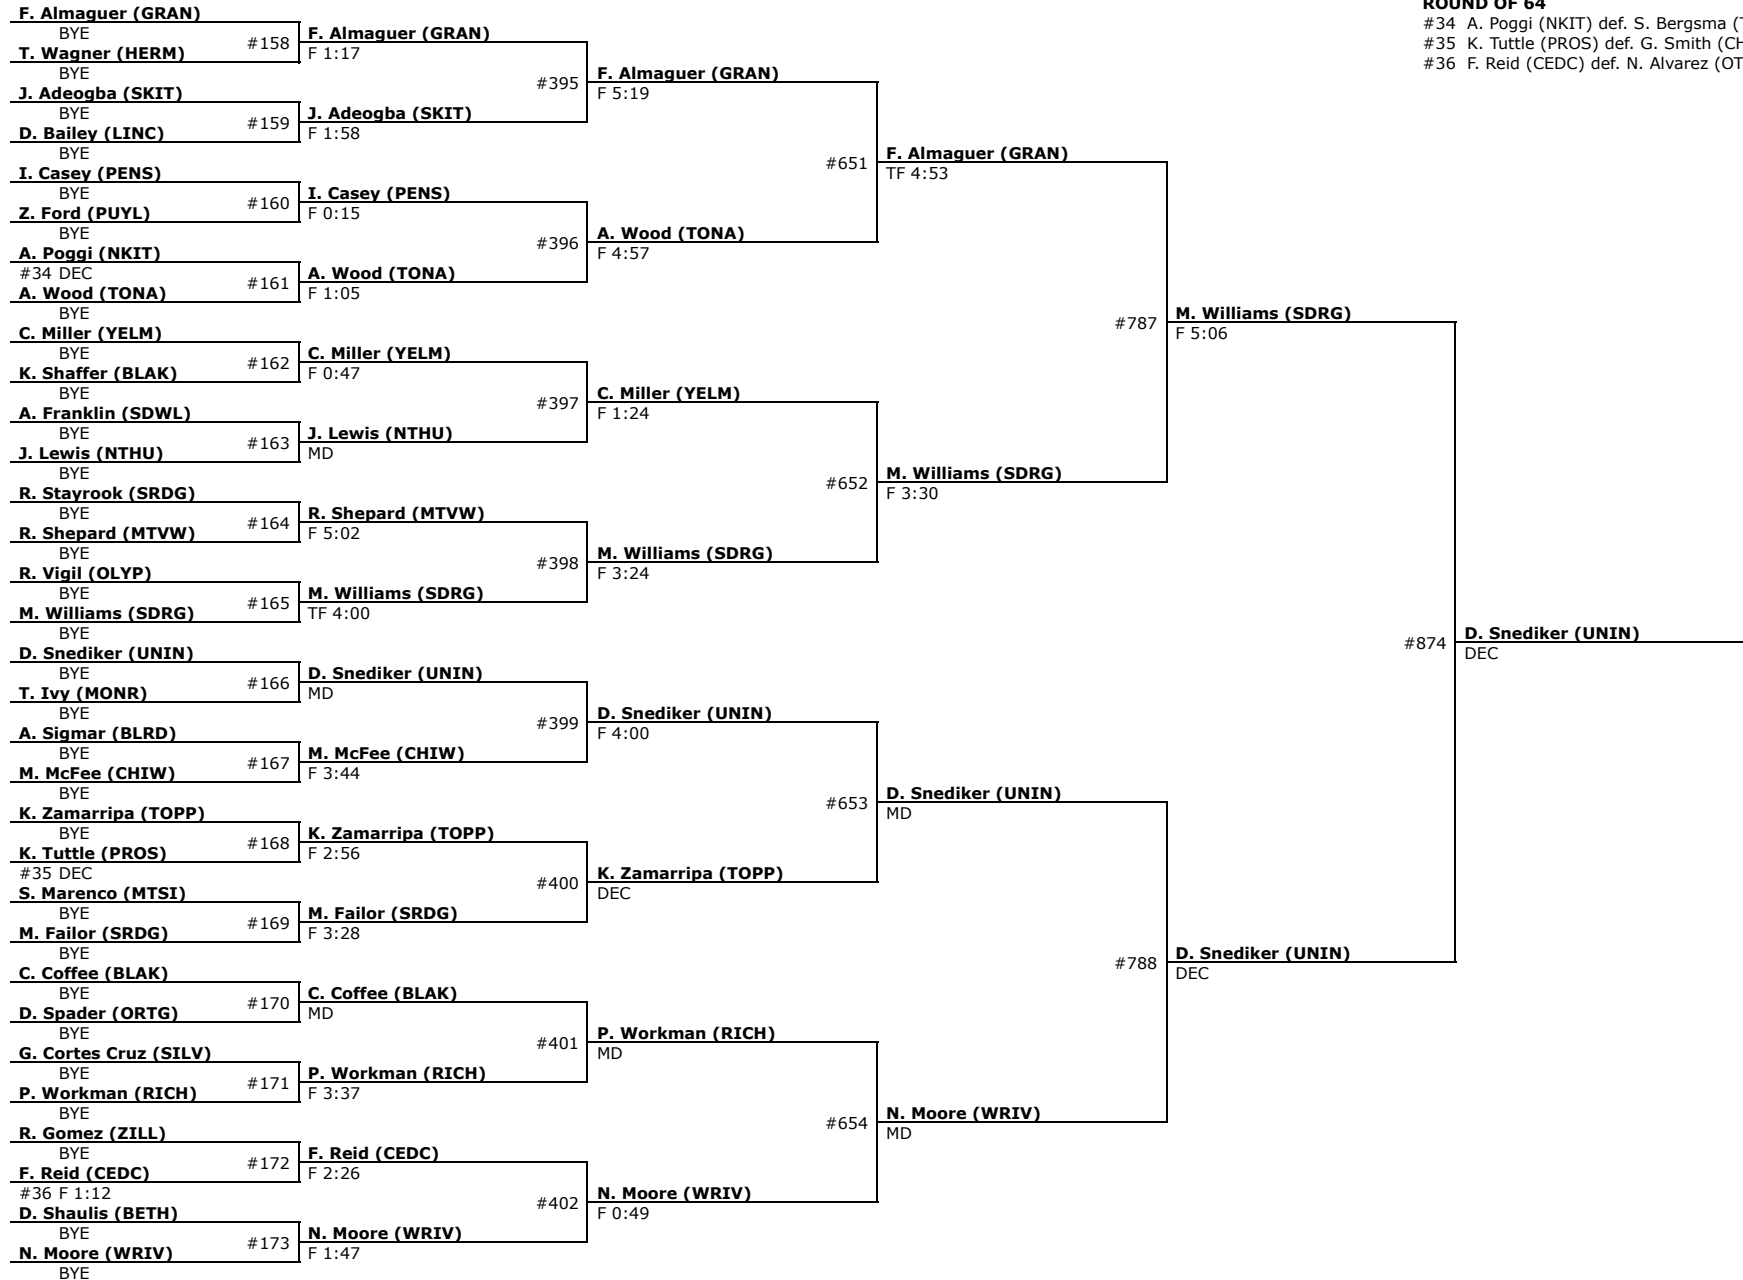 F. Almaguer (GRAN)
BYE
T. Wagner (HERM)
BYE
J. Adeogba (SKIT)
BYE
D. Bailey (LINC)
BYE
I. Casey (PENS)
BYE
Z. Ford (PUYL)
BYE
A. Poggi (NKIT)
#34 DEC
A. Wood (TONA)
BYE
C. Miller (YELM)
BYE
K. Shaffer (BLAK)
BYE
A. Franklin (SDWL)
BYE
J. Lewis (NTHU)
BYE
R. Stayrook (SRDG)
BYE
R. Shepard (MTVW)
BYE
R. Vigil (OLYP)
BYE
M. Williams (SDRG)
BYE
D. Snediker (UNIN)
BYE
T. Ivy (MONR)
BYE
A. Sigmar (BLRD)
BYE
M. McFee (CHIW)
BYE
K. Zamarripa (TOPP)
BYE
K. Tuttle (PROS)
#35 DEC
S. Marenco (MTSI)
BYE
M. Failor (SRDG)
BYE
C. Coffee (BLAK)
BYE
D. Spader (ORTG)
BYE
G. Cortes Cruz (SILV)
BYE
P. Workman (RICH)
BYE
R. Gomez (ZILL)
BYE
F. Reid (CEDC)
#36 F 1:12
D. Shaulis (BETH)
BYE
N. Moore (WRIV)
BYE
#158
#159
#160
#161
#162
#163
#164
#165
#166
#167
#168
#169
#170
#171
#172
#173
F. Almaguer (GRAN)
F 1:17
J. Adeogba (SKIT)
F 1:58
I. Casey (PENS)
F 0:15
A. Wood (TONA)
F 1:05
C. Miller (YELM)
F 0:47
J. Lewis (NTHU)
MD
R. Shepard (MTVW)
F 5:02
M. Williams (SDRG)
TF 4:00
D. Snediker (UNIN)
MD
M. McFee (CHIW)
F 3:44
K. Zamarripa (TOPP)
F 2:56
M. Failor (SRDG)
F 3:28
C. Coffee (BLAK)
MD
P. Workman (RICH)
F 3:37
F. Reid (CEDC)
F 2:26
N. Moore (WRIV)
F 1:47
#395
#396
#397
#398
#399
#400
#401
#402
F. Almaguer (GRAN)
F 5:19
A. Wood (TONA)
F 4:57
C. Miller (YELM)
F 1:24
M. Williams (SDRG)
F 3:24
D. Snediker (UNIN)
F 4:00
K. Zamarripa (TOPP)
DEC
P. Workman (RICH)
MD
N. Moore (WRIV)
F 0:49
#651
#652
#653
#654
F. Almaguer (GRAN)
TF 4:53
M. Williams (SDRG)
F 3:30
D. Snediker (UNIN)
MD
N. Moore (WRIV)
MD
#787
#788
M. Williams (SDRG)
F 5:06
D. Snediker (UNIN)
DEC
#874
D. Snediker (UNIN)
DEC
ROUND OF 64
#34 A. Poggi (NKIT) def. S. Bergsma
#35 K. Tuttle (PROS) def. G. Smith
#36 F. Reid (CEDC) def. N. Alvarez